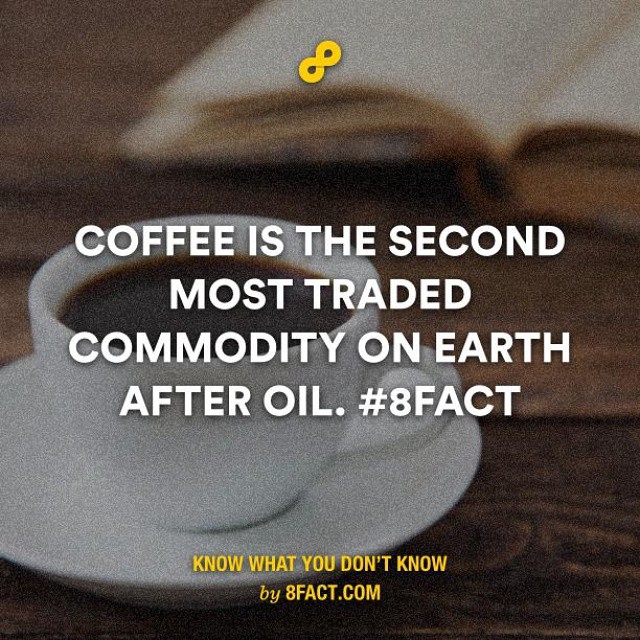 COFFEE IS THE SECOND
MOST TRADED
COMMODITY ON EARTH
AFTER OIL. #8FACT
KNOW WHAT YOU DON'T KNOW
by 8FACT.COM